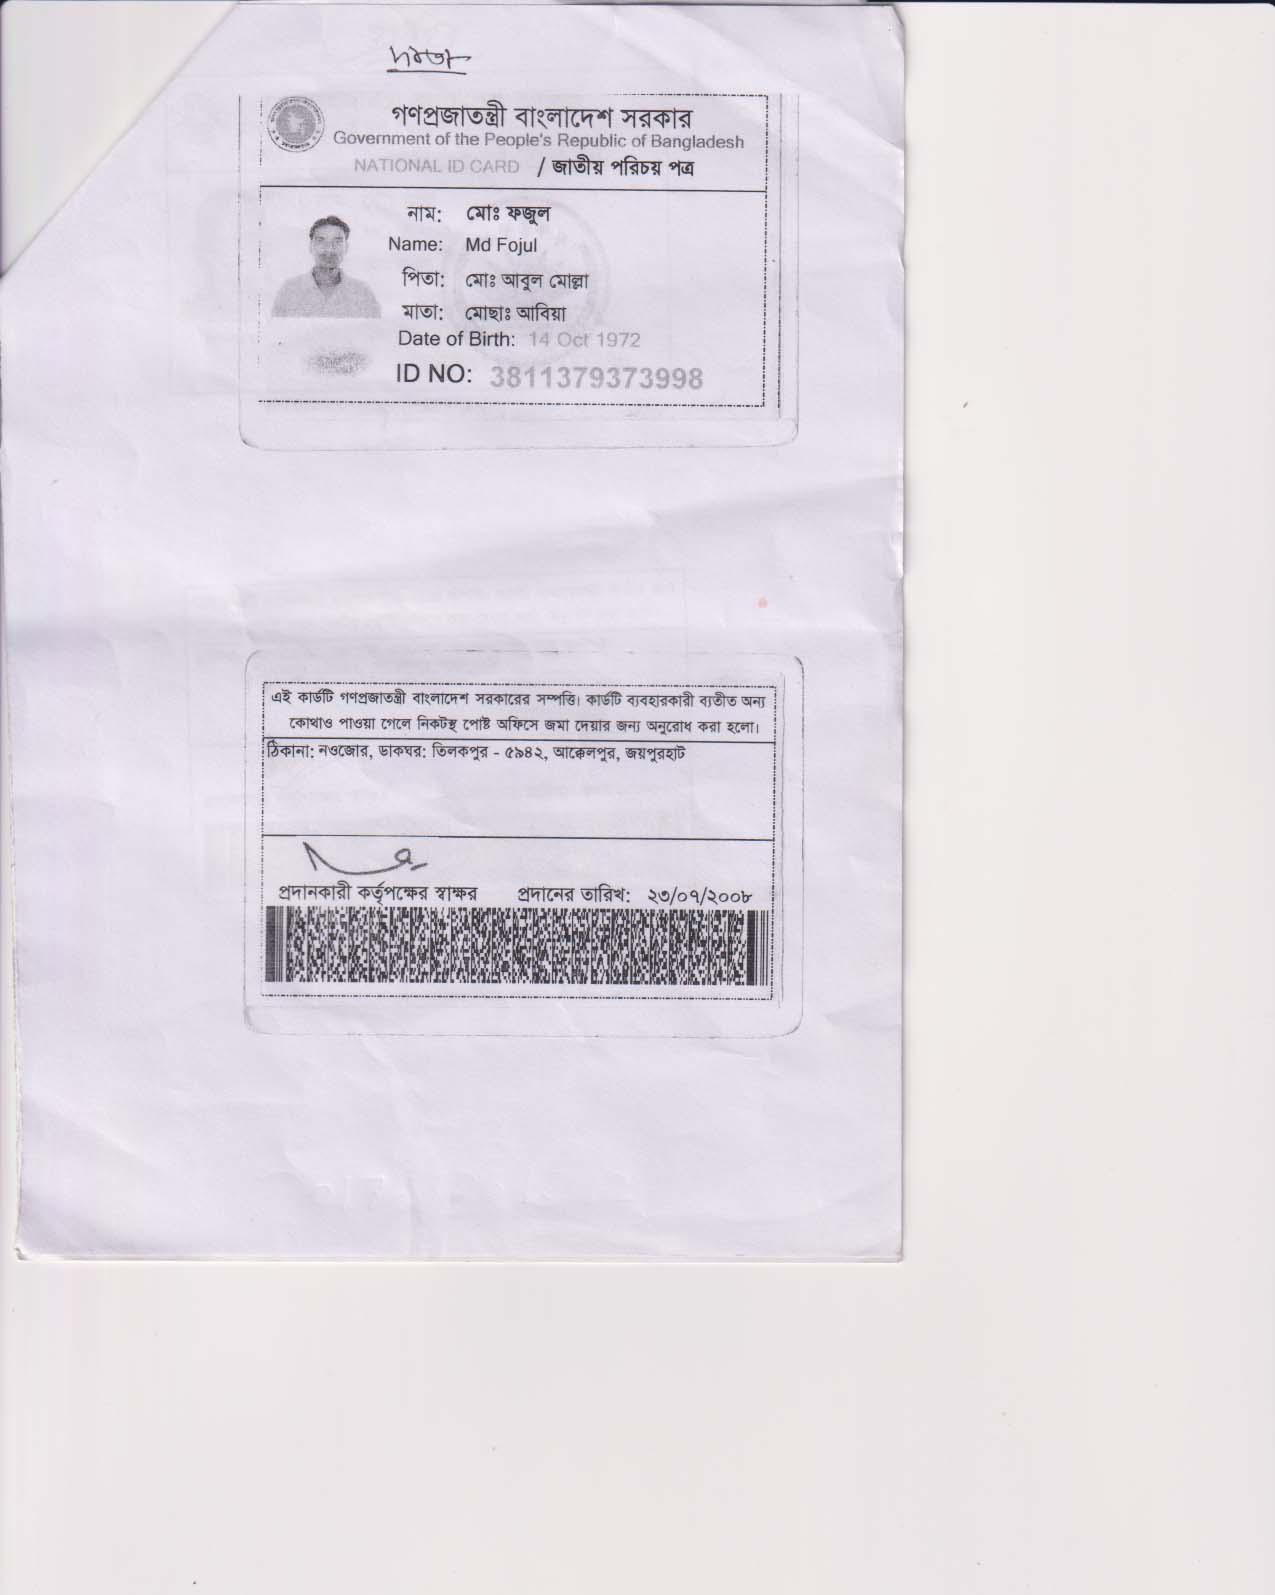 দাতা
গণপ্রজাতন্ত্রী বাংলাদেশ সরকার
Government of the People's Republic of Bangladesh
NATIONAL ID CARD / জাতীয় পরিচয় পত্র
নাম: মোঃ ফজুল
Name: Md Fojul
পিতা: মোঃ আবুল মোল্লা
মাতা: মোছাঃ আবিয়া
Date of Birth: 14 Oct 1972
ID NO: 3811379373998
এই কার্ডটি গণপ্রজাতন্ত্রী বাংলাদেশ সরকারের সম্পত্তি। কার্ডটি ব্যবহারকারী ব্যতীত অন্য
কোথাও পাওয়া গেলে নিকটস্থ পোষ্ট অফিসে জমা দেয়ার জন্য অনুরোধ করা হলো।
ঠিকানা: নওজোর, ডাকঘর: তিলকপুর - ৫৯৪২, আক্কেলপুর, জয়পুরহাট
প্রদানকারী কর্তৃপক্ষের স্বাক্ষর প্রদানের তারিখ: ২৩/০৭/২০০৮